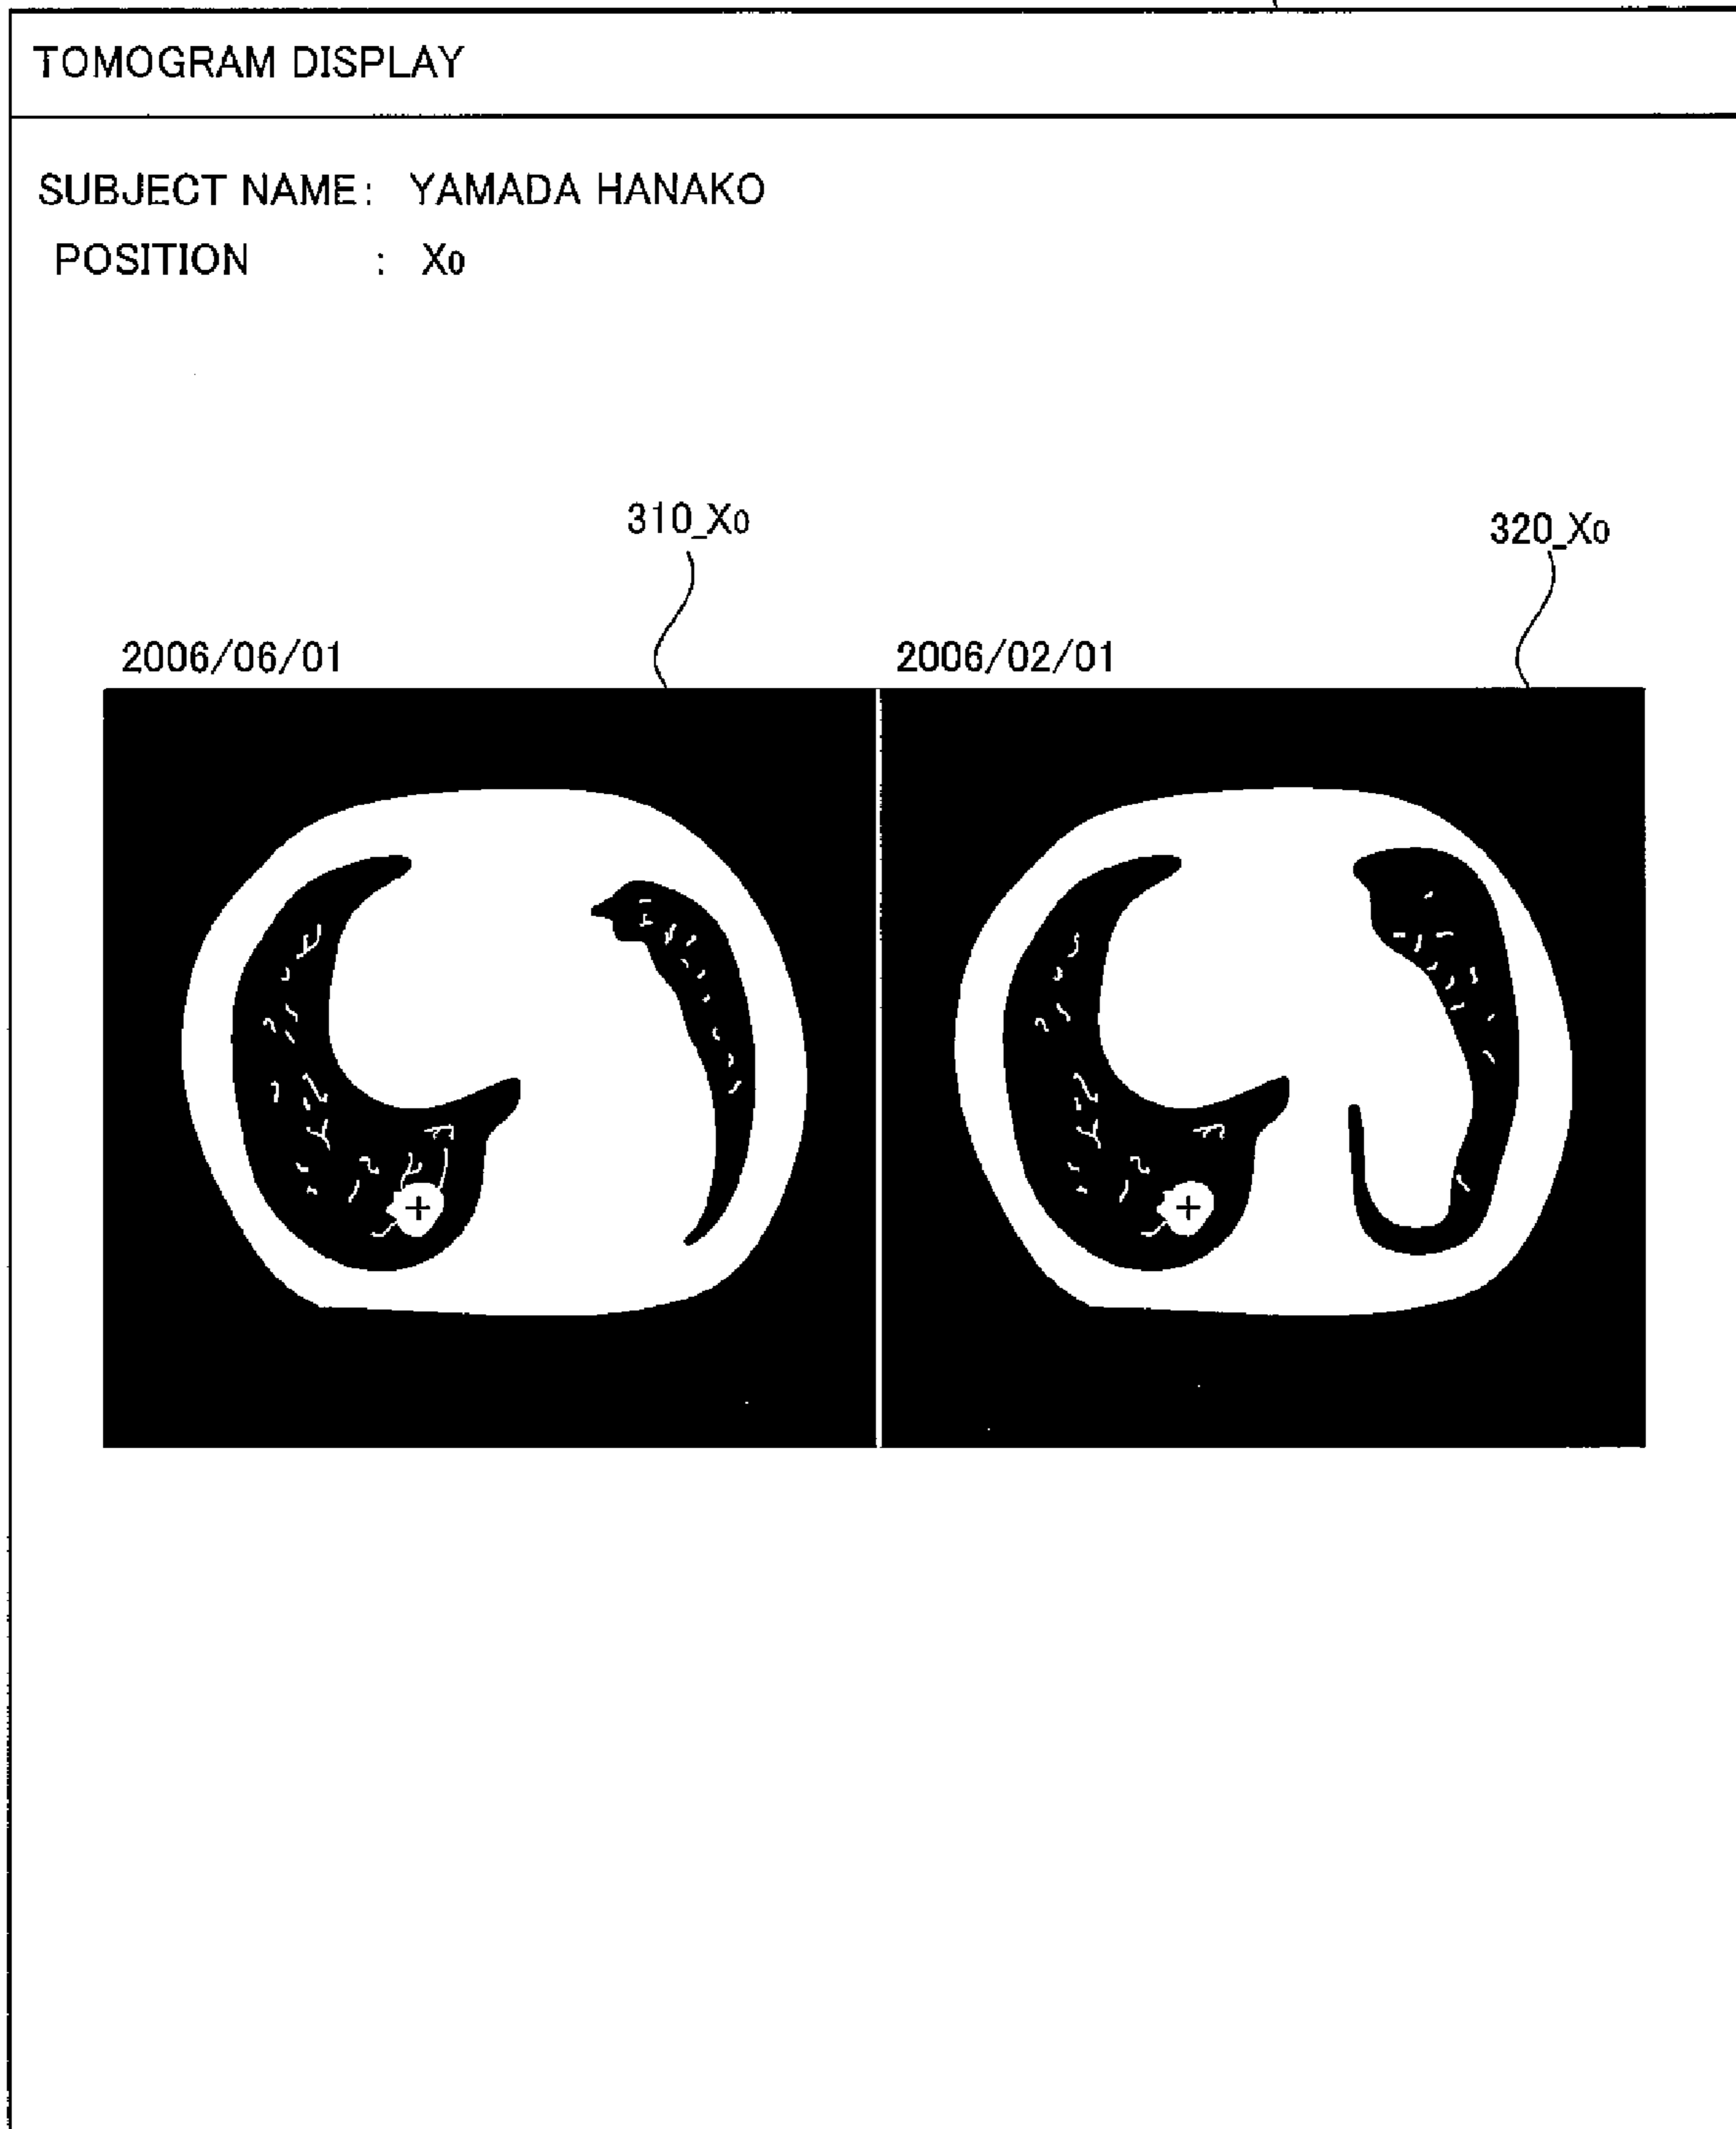 TOMOGRAM DISPLAY
SUBJECT NAME: YAMADA HANAKO
POSITION : X0
310_X0
320_X0
2006/06/01
2006/02/01